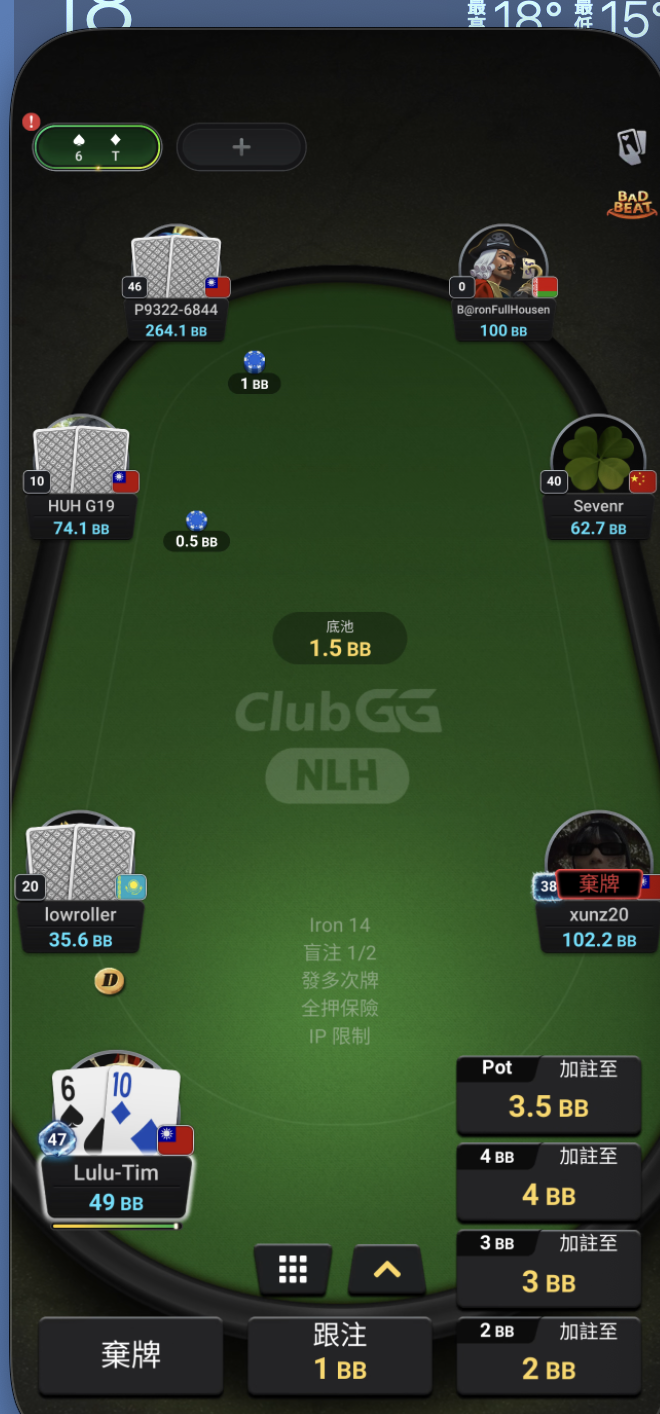 18
最高 18° 最低 15°
!
6 T
+
BAD BEAT
46
P9322-6844
264.1 BB
0
B@ronFullHousen
100 BB
1 BB
10
HUH G19
74.1 BB
40
Sevenr
62.7 BB
0.5 BB
底池
1.5 BB
ClubGG
NLH
20
lowroller
35.6 BB
38 棄牌
xunz20
102.2 BB
D
Iron 14
盲注 1/2
發多次牌
全押保險
IP 限制
6 10
47
Lulu-Tim
49 BB
Pot 加註至
3.5 BB
4 BB 加註至
4 BB
3 BB 加註至
3 BB
2 BB 加註至
2 BB
棄牌
跟注
1 BB